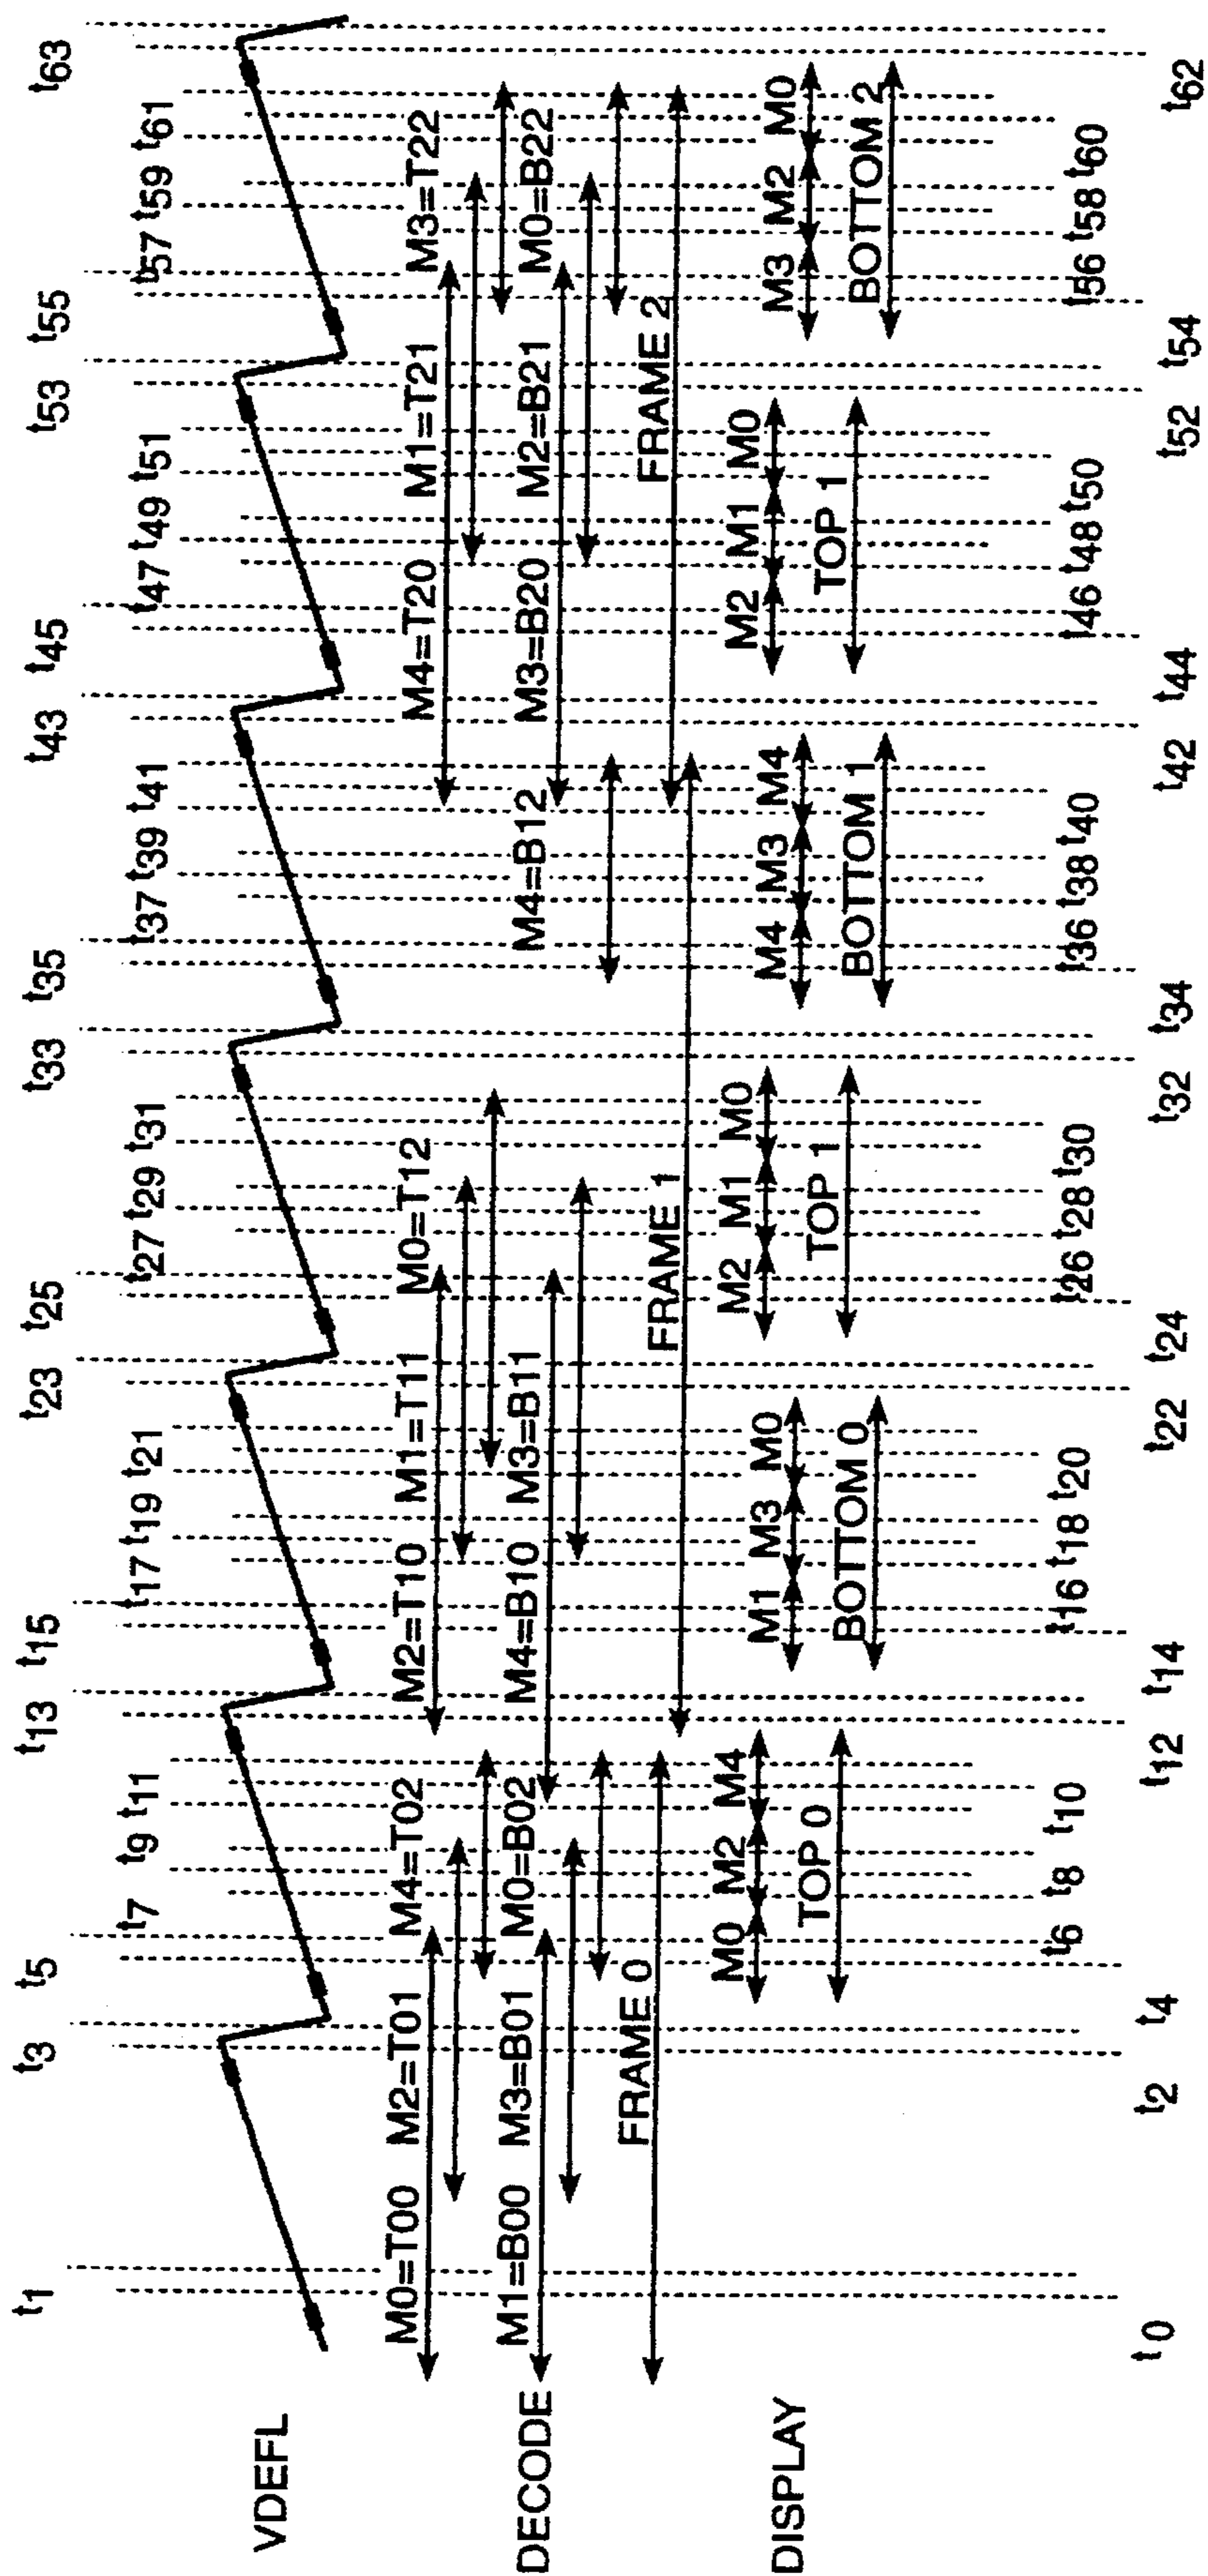 t1 t3 t5 t13 t15 t23 t25 t33 t35 t43 t45 t53 t55 t63
t7 t9 t11 t17 t19 t21 t27 t29 t31 t37 t39 t41 t47 t49 t51 t57 t59 t61
VDEFL
M0=T00 M2=T01 M4=T02 M2=T10 M1=T11 M0=T12 M4=T20 M1=T21 M3=T22
DECODE
M1=B00 M3=B01 M0=B02 M4=B10 M3=B11 M4=B12 M3=B20 M2=B21 M0=B22
FRAME 0 FRAME 1 FRAME 2
DISPLAY
M0 M2 M4 M1 M3 M0 M2 M1 M0 M4 M3 M4 M2 M1 M0 M3 M2 M0
TOP 0 BOTTOM 0 TOP 1 BOTTOM 1 TOP 1 BOTTOM 2
t6 t8 t10 t16 t18 t20 t26 t28 t30 t36 t38 t40 t46 t48 t50 t56 t58 t60
t0 t2 t4 t12 t14 t22 t24 t32 t34 t42 t44 t52 t54 t62